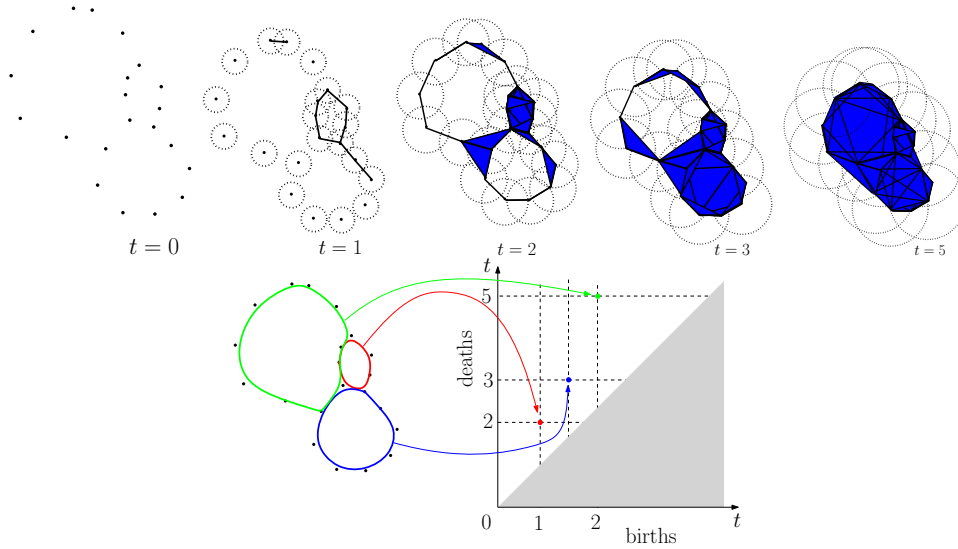 t = 0
t = 1
t = 2
t = 3
t = 5
t
5
deaths
3
2
0
1
2
t
births